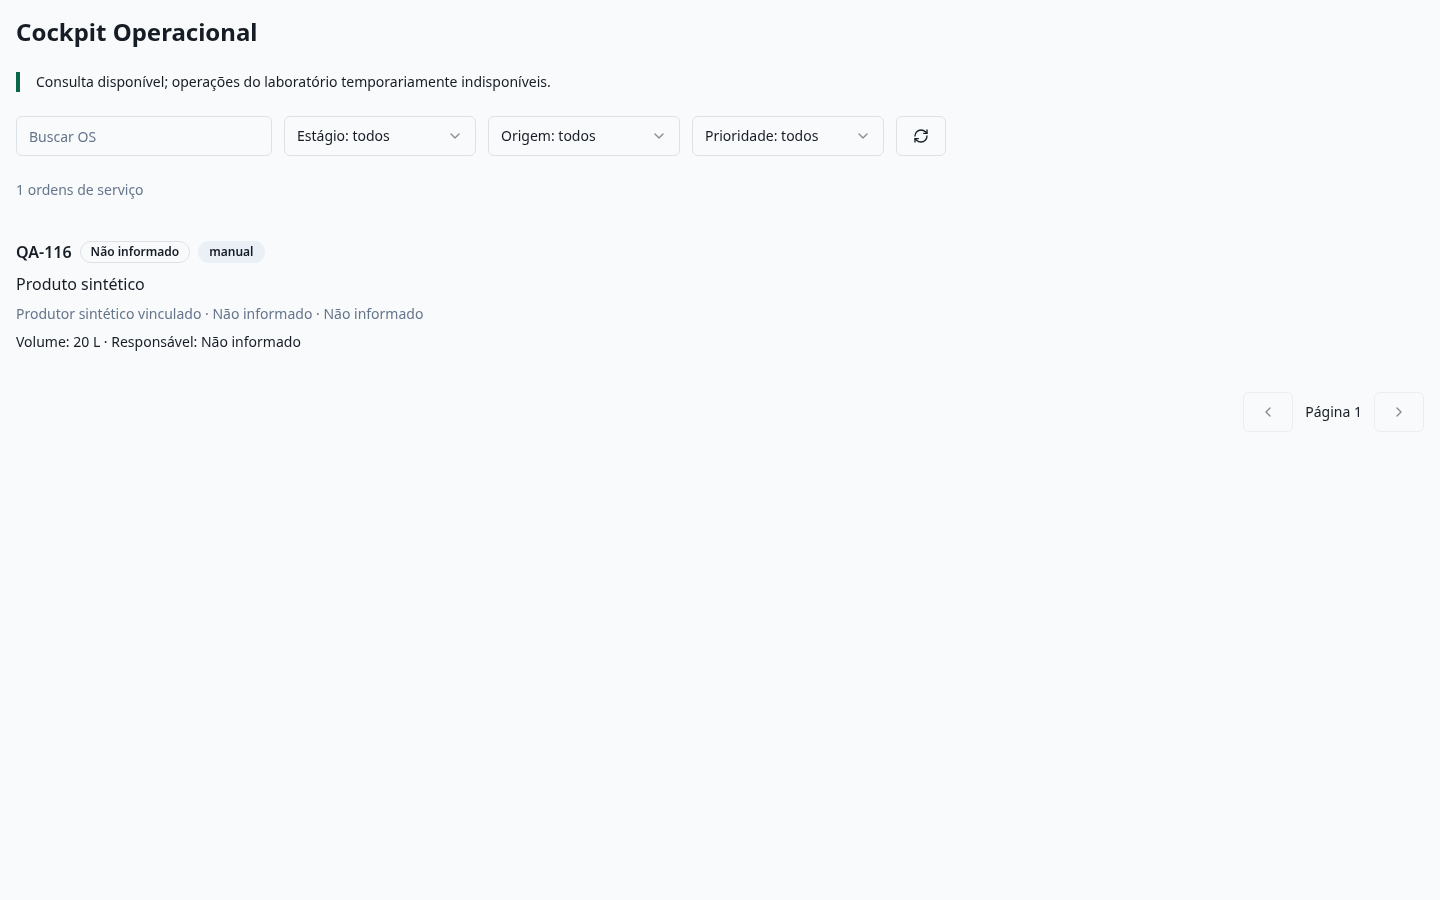 Cockpit Operacional
Consulta disponível; operações do laboratório temporariamente indisponíveis.
Buscar OS
Estágio: todos
Origem: todos
Prioridade: todos
1 ordens de serviço
QA-116 Não informado manual
Produto sintético
Produtor sintético vinculado · Não informado · Não informado
Volume: 20 L · Responsável: Não informado
Página 1